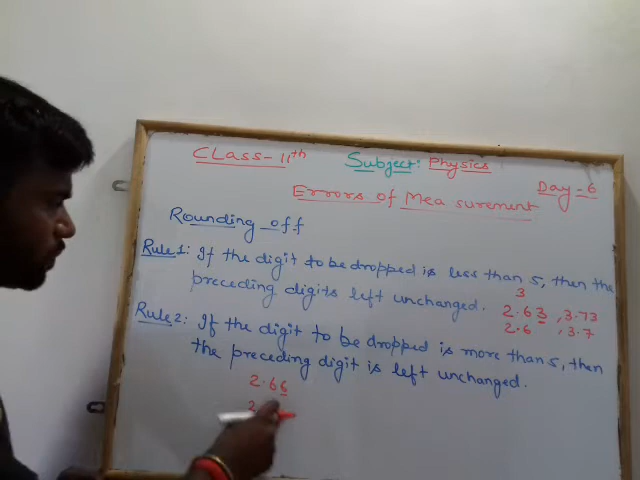 Class-11th Subject: Physics
Day-6
Errors of Measurement
Rounding off
Rule 1: If the digit to be dropped is less than 5, then the
preceding digits left unchanged.
3
2.63, 3.73
2.6, 3.7
Rule 2: If the digit to be dropped is more than 5, then
the preceding digit is left unchanged.
2.66
2